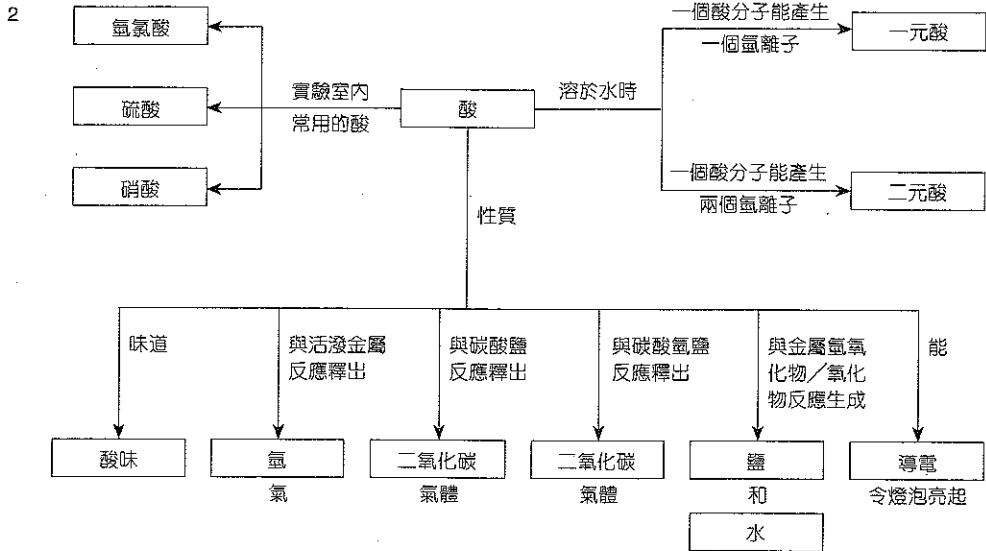 2
氫氯酸
硫酸
硝酸
實驗室內
常用的酸
酸
溶於水時
一個酸分子能產生
一個氫離子
一元酸
一個酸分子能產生
兩個氫離子
二元酸
性質
味道
酸味
與活潑金屬
反應釋出
氫
氣
與碳酸鹽
反應釋出
二氧化碳
氣體
與碳酸氫鹽
反應釋出
二氧化碳
氣體
與金屬氫氧
化物／氧化
物反應生成
鹽
和
水
能
導電
令燈泡亮起